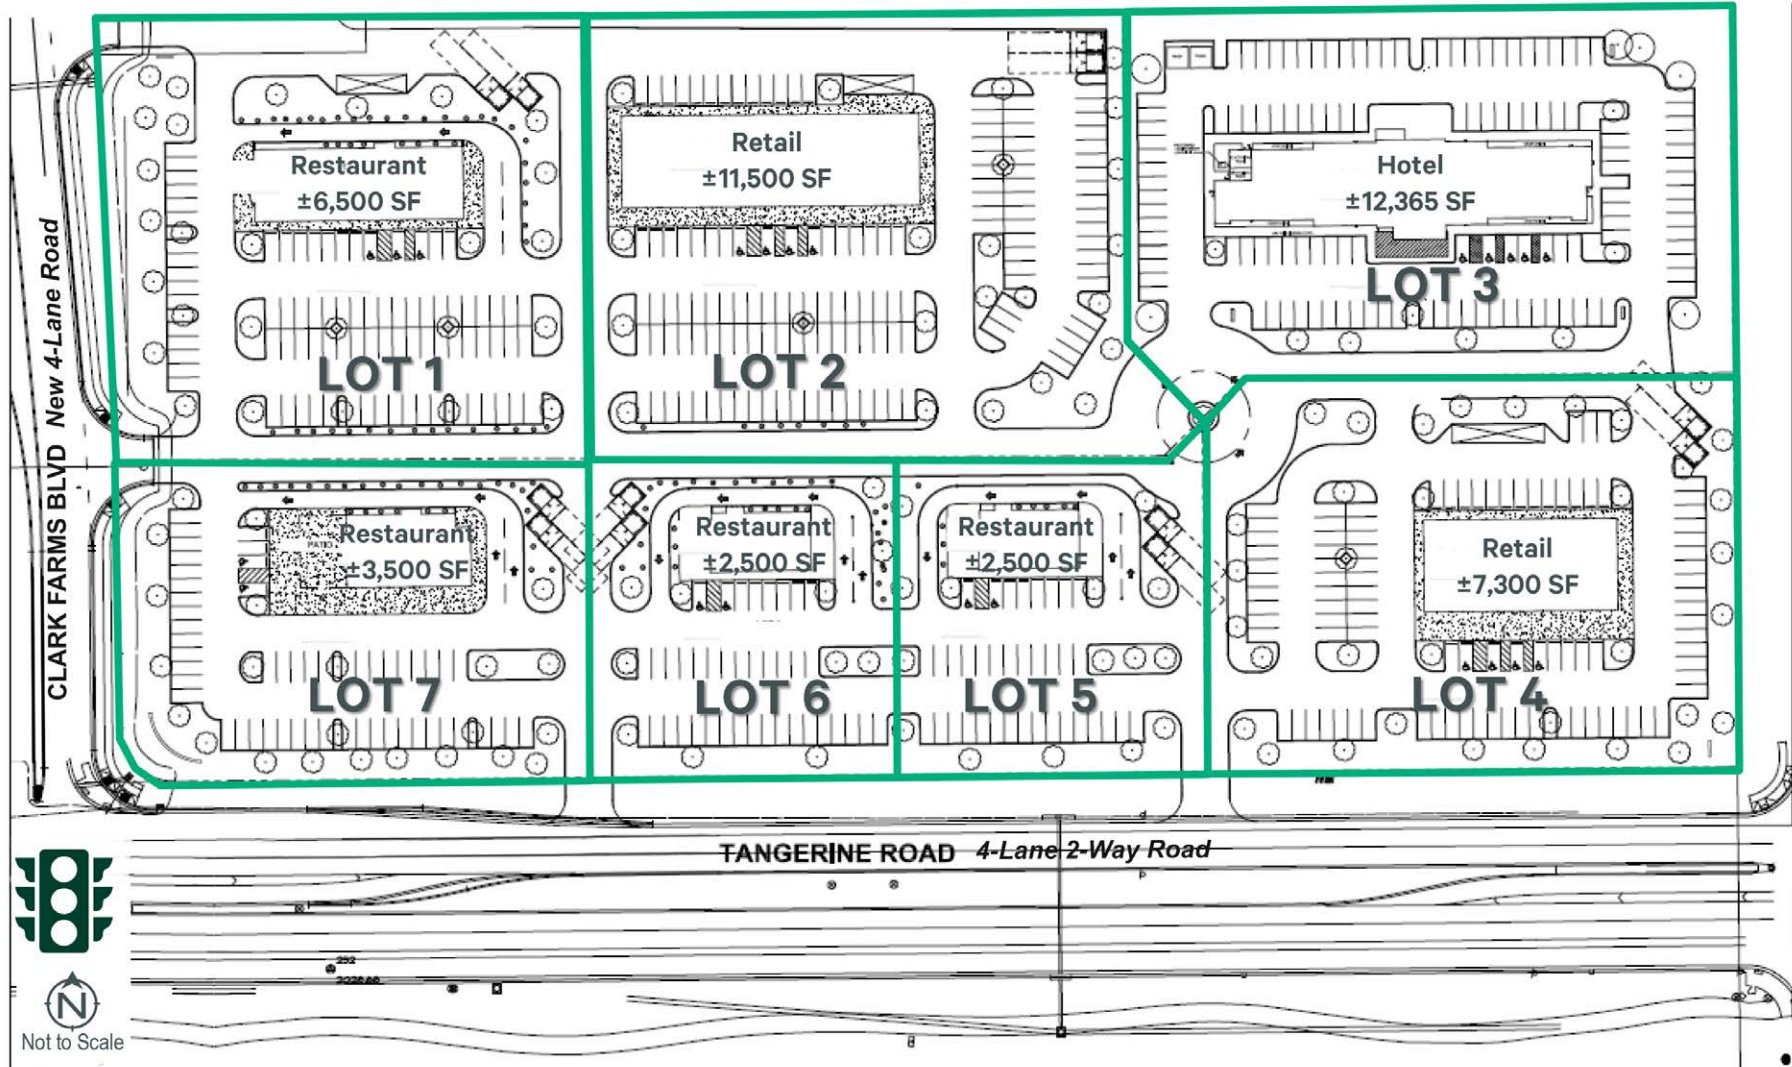 Restaurant
±6,500 SF
LOT 1
Retail
±11,500 SF
LOT 2
Hotel
±12,365 SF
LOT 3
CLARK FARMS BLVD New 4-Lane Road
PATIO
Restaurant
±3,500 SF
LOT 7
Restaurant
±2,500 SF
LOT 6
Restaurant
±2,500 SF
LOT 5
Retail
±7,300 SF
LOT 4
TANGERINE ROAD 4-Lane 2-Way Road
252
N
Not to Scale